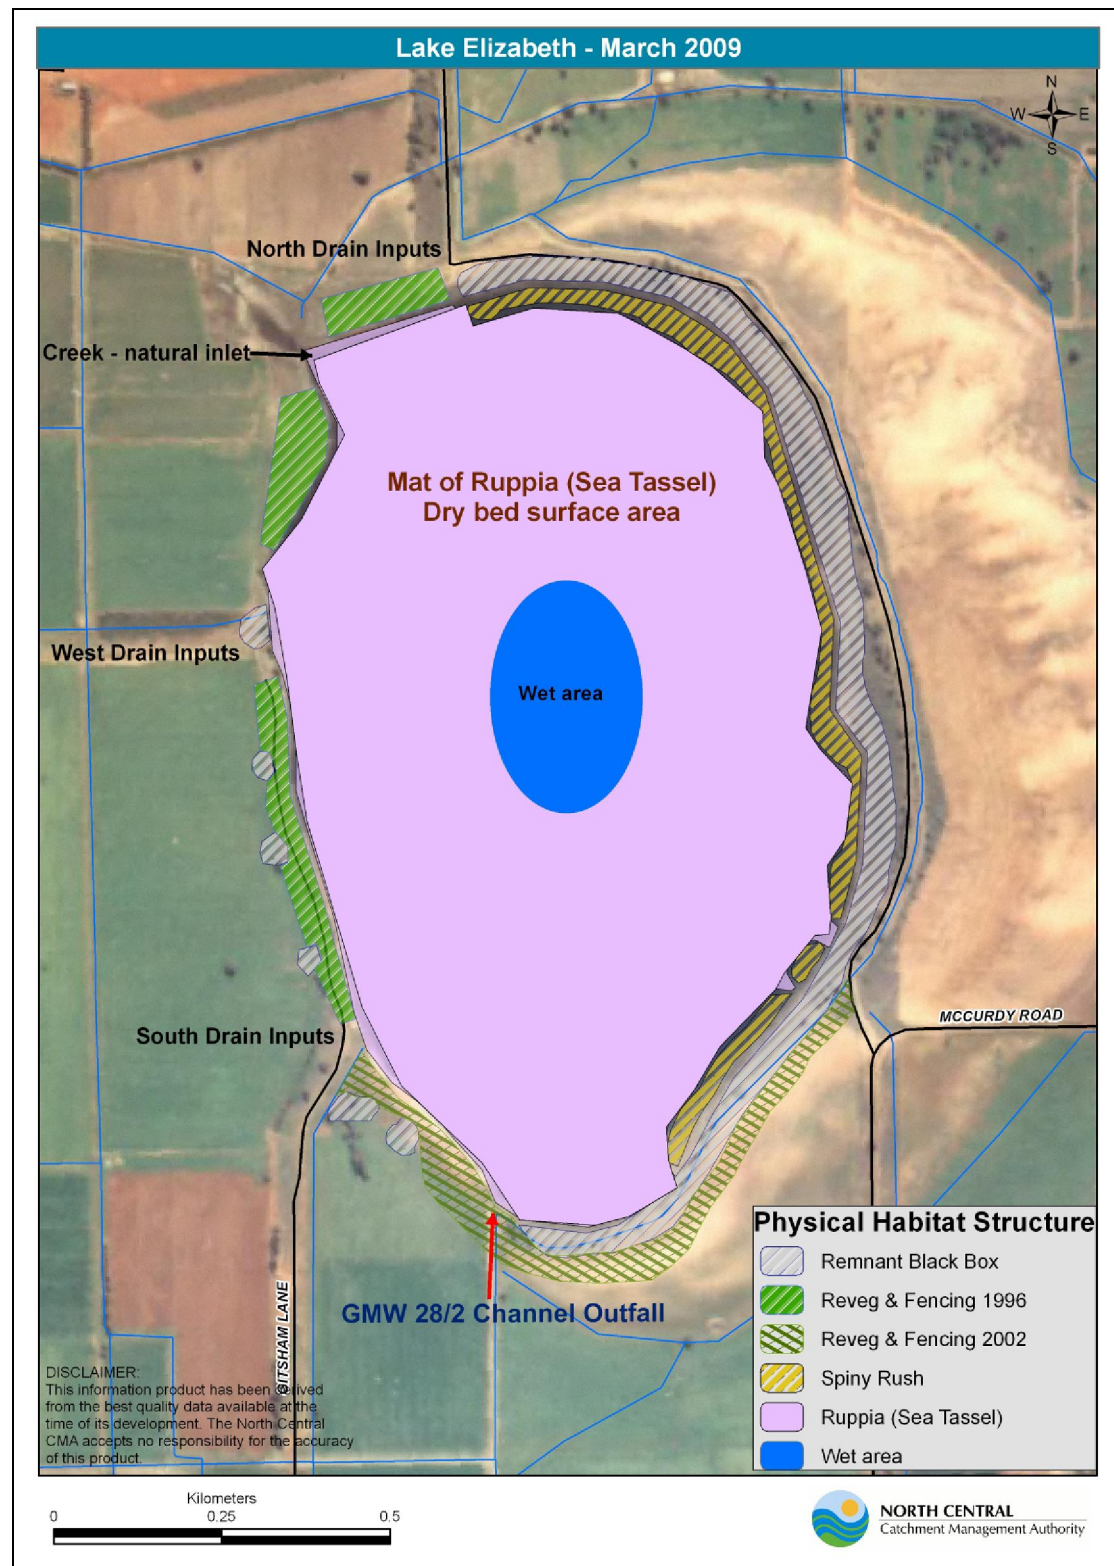 Lake Elizabeth - March 2009
N
W E
S
North Drain Inputs
Creek - natural inlet
Mat of Ruppia (Sea Tassel)
Dry bed surface area
West Drain Inputs
Wet area
South Drain Inputs
MCCURDY ROAD
GITSHAM LANE
GMW 28/2 Channel Outfall
Physical Habitat Structure
Remnant Black Box
Reveg & Fencing 1996
Reveg & Fencing 2002
Spiny Rush
Ruppia (Sea Tassel)
Wet area
DISCLAIMER:
This information product has been derived
from the best quality data available at the
time of its development. The North Central
CMA accepts no responsibility for the accuracy
of this product.
Kilometers
0 0.25 0.5
NORTH CENTRAL
Catchment Management Authority